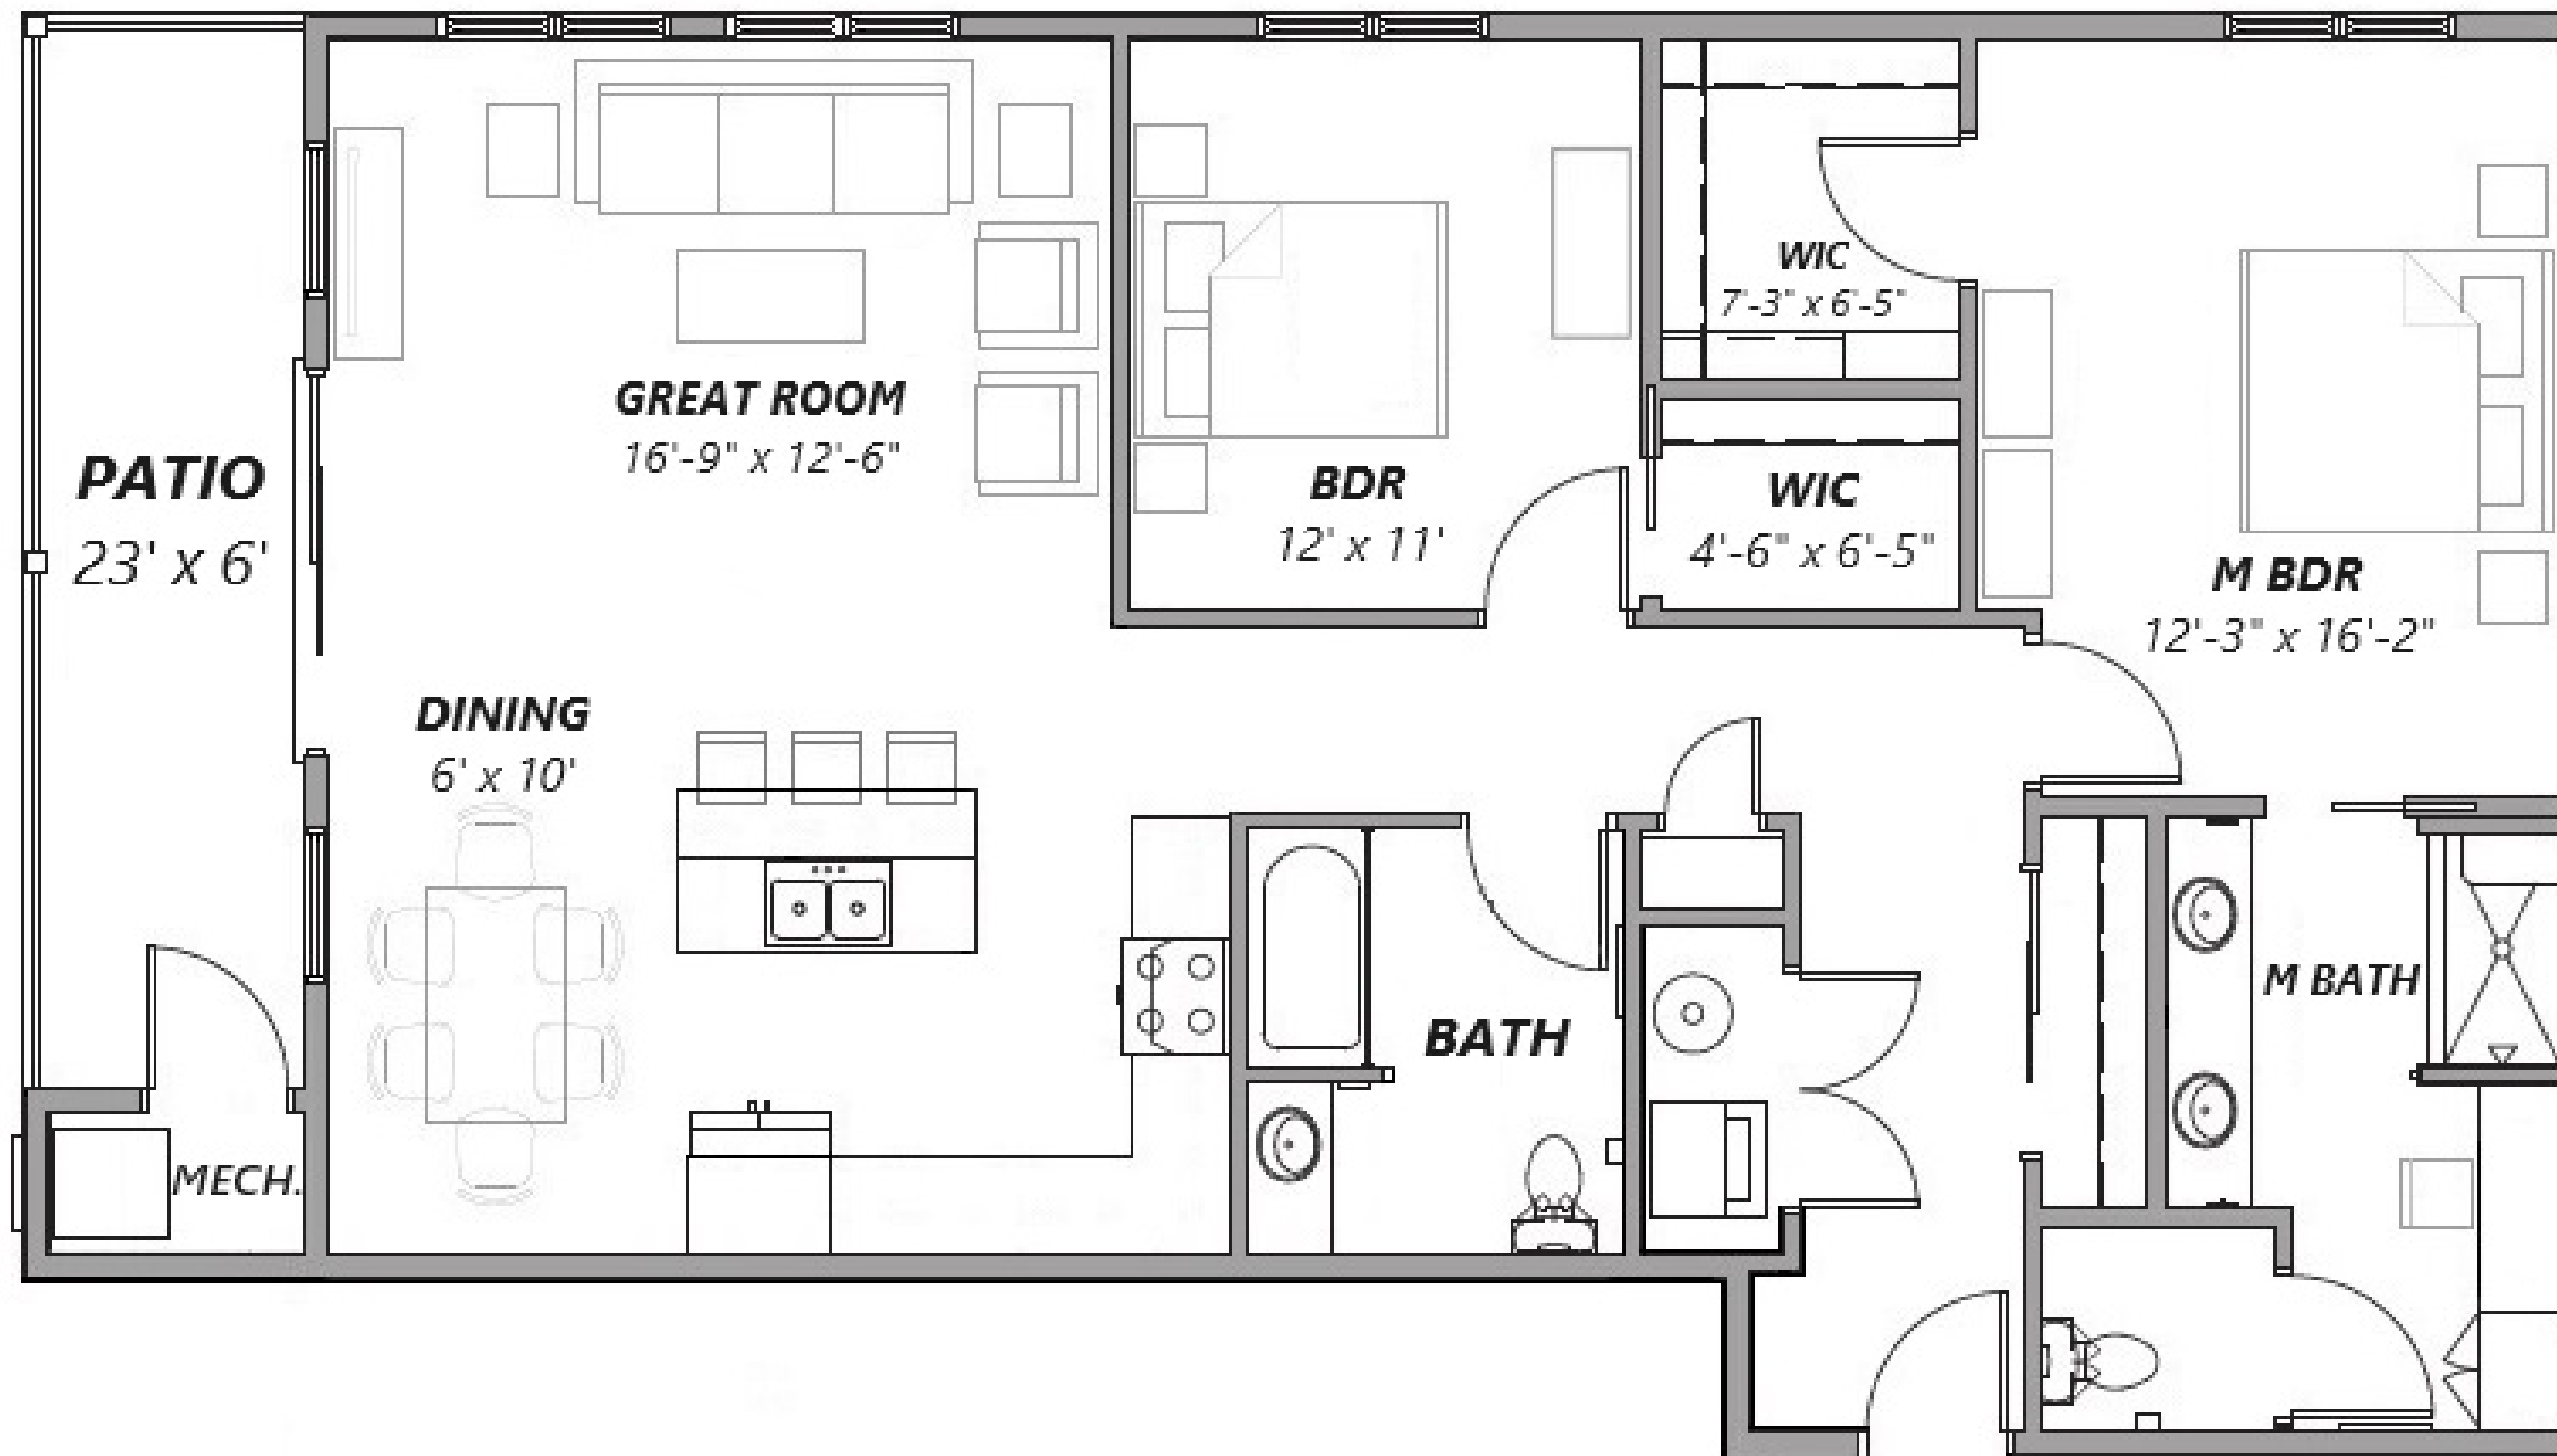 PATIO
23' x 6'
GREAT ROOM
16'-9" x 12'-6"
DINING
6' x 10'
MECH.
BDR
12' x 11'
WIC
7'-3" x 6'-5"
WIC
4'-6" x 6'-5"
M BDR
12'-3" x 16'-2"
BATH
M BATH